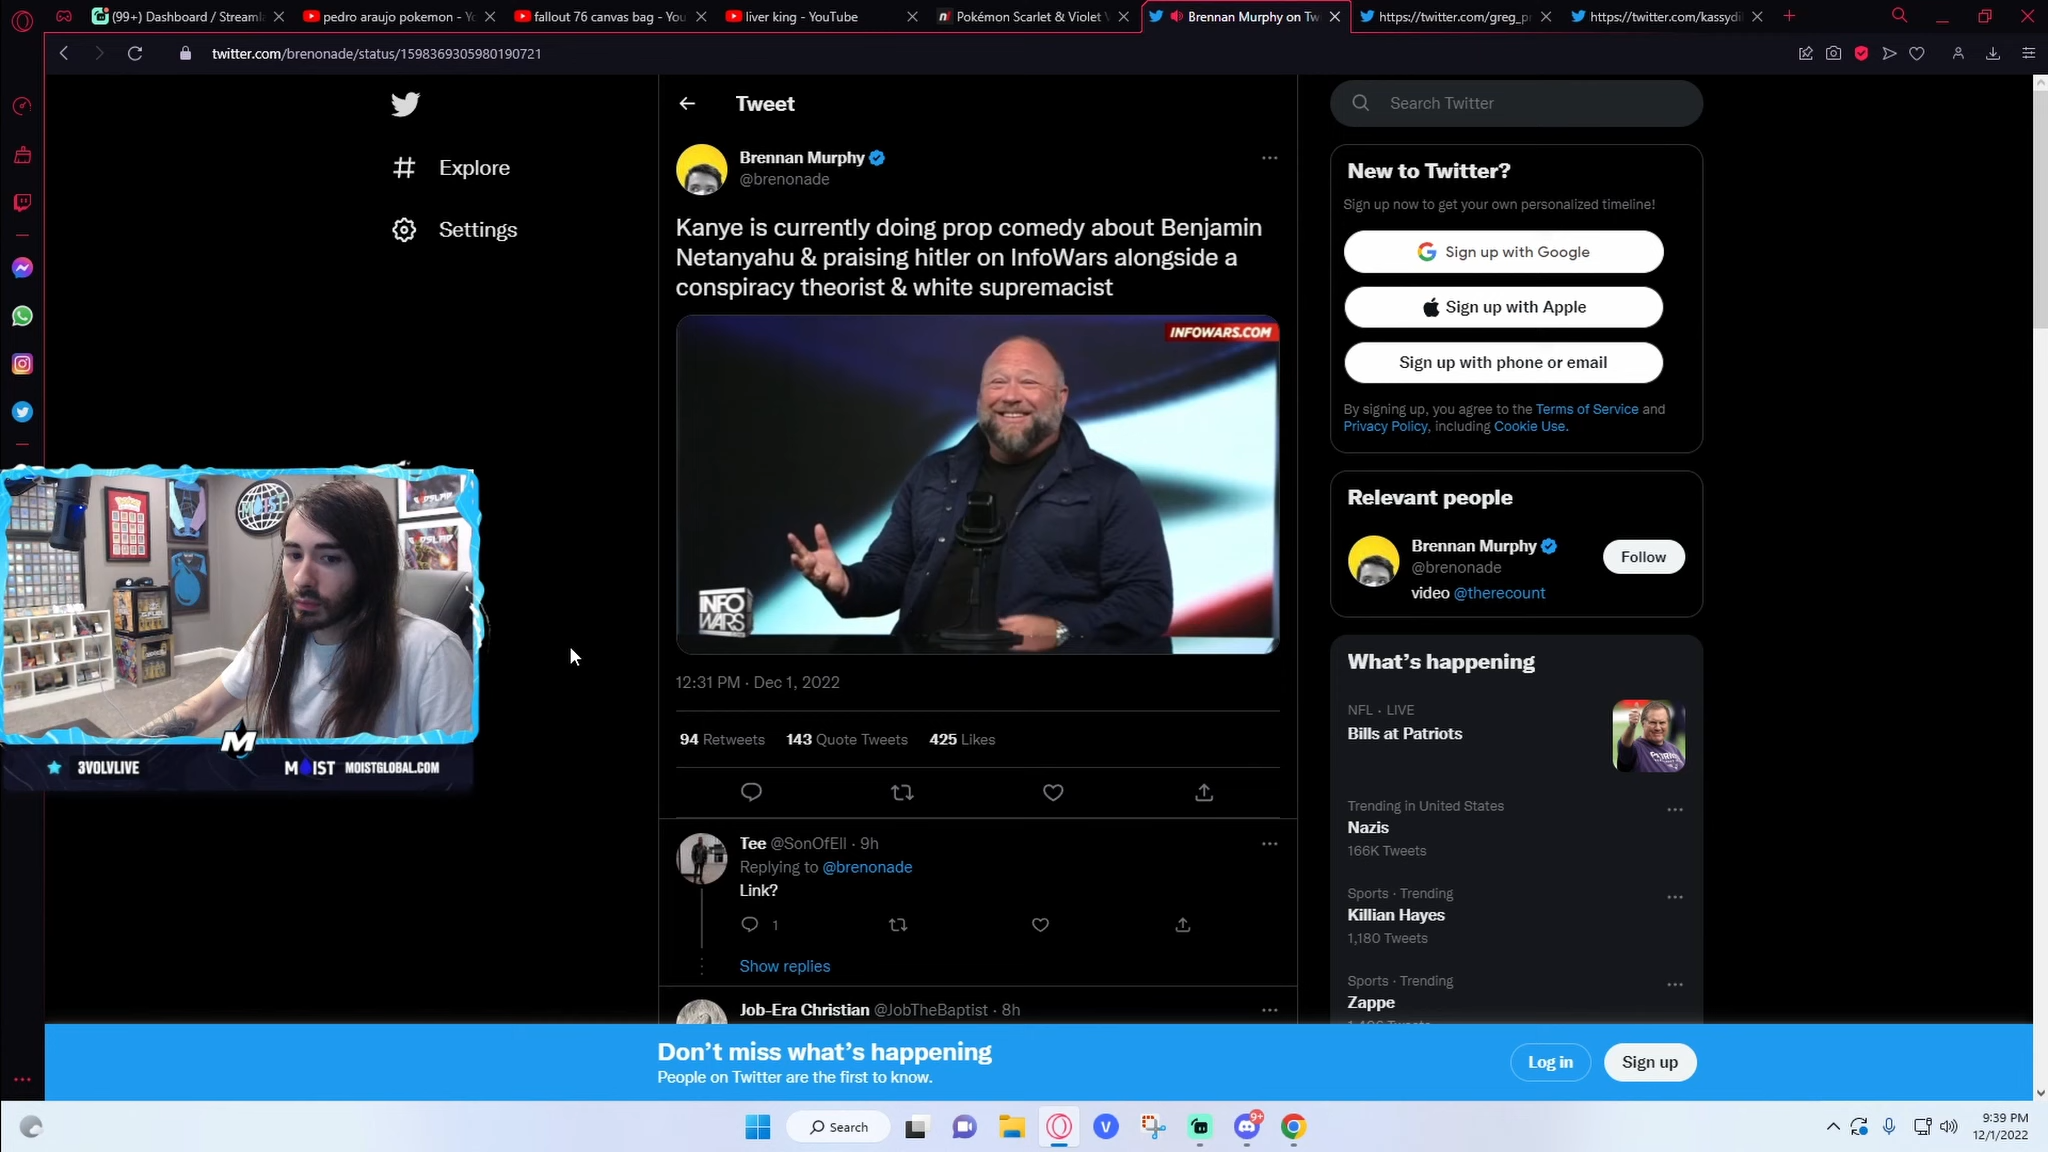 (99+) Dashboard / Streaml
pedro araujo pokemon - Yo
fallout 76 canvas bag - You
liver king - YouTube
Pokémon Scarlet & Violet
Brennan Murphy on Tw
https://twitter.com/greg_p
https://twitter.com/kassydi
twitter.com/brenonade/status/1598369305980190721
Explore
Settings
Tweet
Brennan Murphy
@brenonade
Kanye is currently doing prop comedy about Benjamin
Netanyahu & praising hitler on InfoWars alongside a
conspiracy theorist & white supremacist
INFOWARS.COM
INFO
WARS
12:31 PM · Dec 1, 2022
94 Retweets 143 Quote Tweets 425 Likes
Tee @SonOfEll · 9h
Replying to @brenonade
Link?
1
Show replies
Job-Era Christian @JobTheBaptist · 8h
Search Twitter
New to Twitter?
Sign up now to get your own personalized timeline!
Sign up with Google
Sign up with Apple
Sign up with phone or email
By signing up, you agree to the Terms of Service and
Privacy Policy, including Cookie Use.
Relevant people
Brennan Murphy
@brenonade
Follow
video @therecount
What's happening
NFL · LIVE
Bills at Patriots
Trending in United States
Nazis
166K Tweets
Sports · Trending
Killian Hayes
1,180 Tweets
Sports · Trending
Zappe
MOIST
GODSLAP
M
3VOLVLIVE
MOIST MOISTGLOBAL.COM
Don't miss what's happening
People on Twitter are the first to know.
Log in
Sign up
Search
V
9+
9:39 PM
12/1/2022